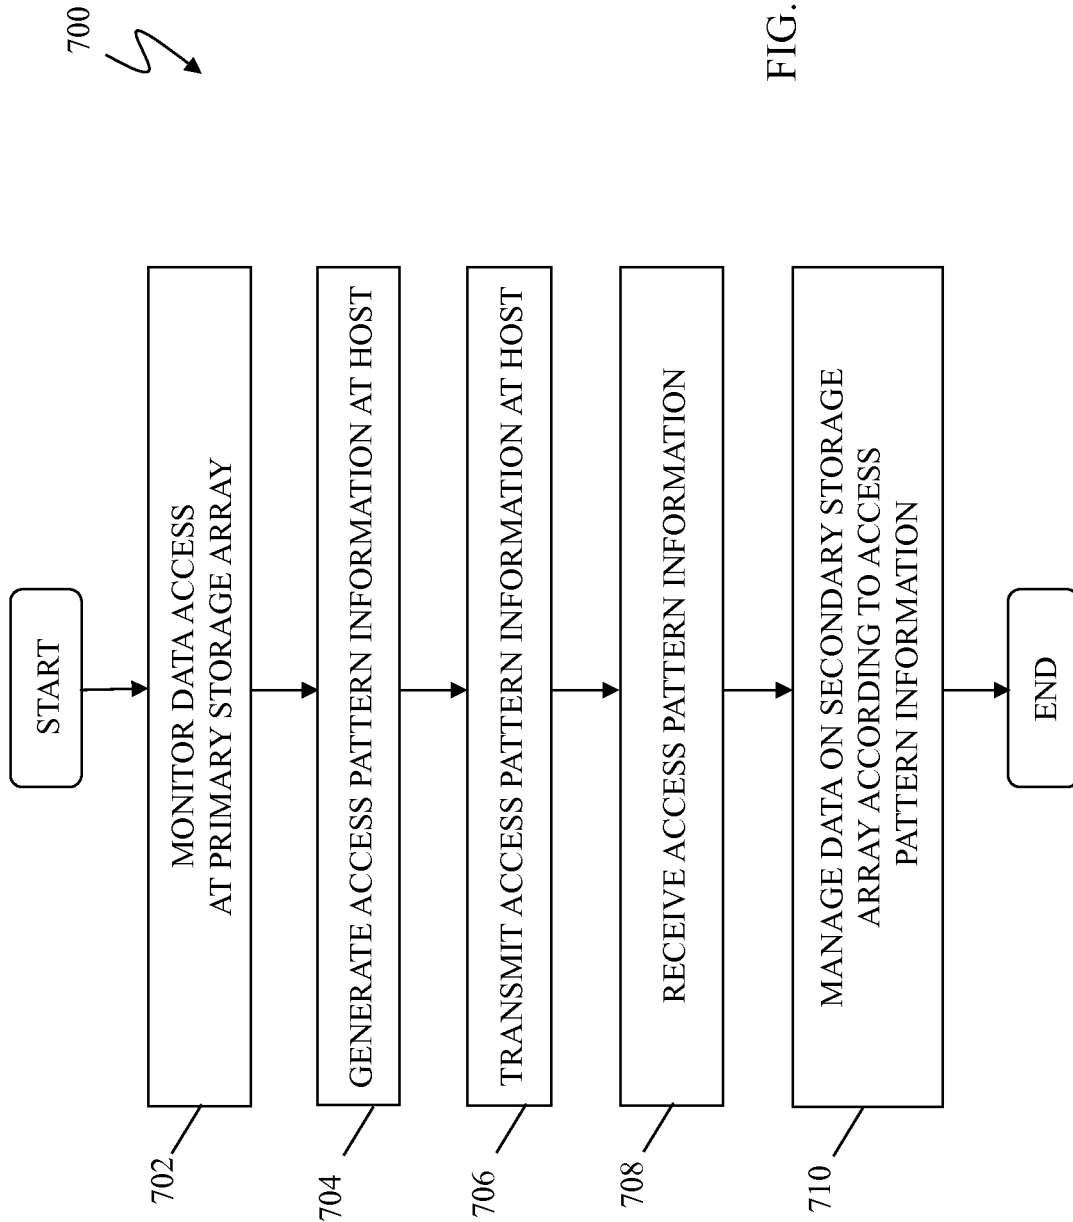 700
START
702
MONITOR DATA ACCESS
AT PRIMARY STORAGE ARRAY
704
GENERATE ACCESS PATTERN INFORMATION AT HOST
706
TRANSMIT ACCESS PATTERN INFORMATION AT HOST
708
RECEIVE ACCESS PATTERN INFORMATION
710
MANAGE DATA ON SECONDARY STORAGE
ARRAY ACCORDING TO ACCESS
PATTERN INFORMATION
END
FIG.